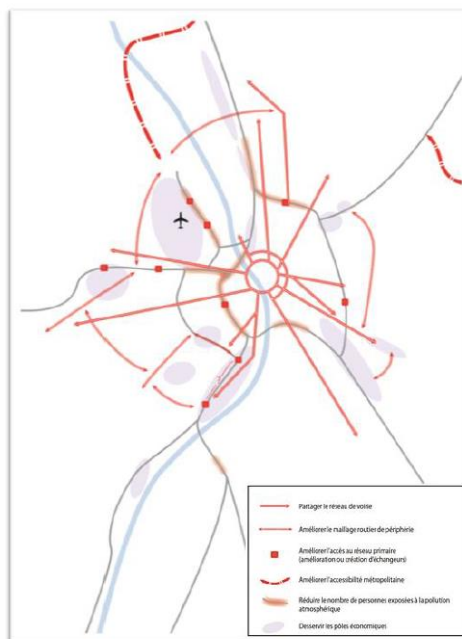 Partager le réseau de voirie
Améliorer le maillage routier de périphérie
Améliorer l'accès au réseau primaire
(amélioration ou création d'échangeurs)
Améliorer l'accessibilité métropolitaine
Réduire le nombre de personnes exposées à la pollution
atmosphérique
Desservir les pôles économiques